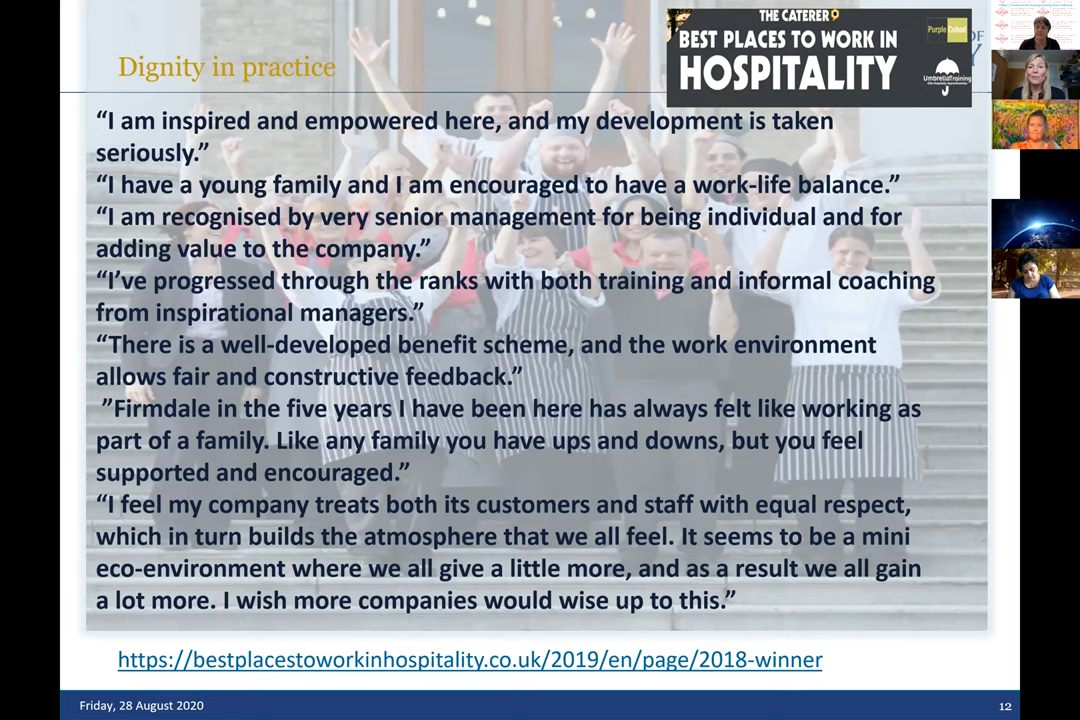 THE CATERER
BEST PLACES TO WORK IN
HOSPITALITY
Purple Cubed
UmbrellaTraining
OF
Y
Dignity in practice
“I am inspired and empowered here, and my development is taken
seriously.”
“I have a young family and I am encouraged to have a work-life balance.”
“I am recognised by very senior management for being individual and for
adding value to the company.”
“I’ve progressed through the ranks with both training and informal coaching
from inspirational managers.”
“There is a well-developed benefit scheme, and the work environment
allows fair and constructive feedback.”
”Firmdale in the five years I have been here has always felt like working as
part of a family. Like any family you have ups and downs, but you feel
supported and encouraged.”
“I feel my company treats both its customers and staff with equal respect,
which in turn builds the atmosphere that we all feel. It seems to be a mini
eco-environment where we all give a little more, and as a result we all gain
a lot more. I wish more companies would wise up to this.”
https://bestplacestoworkinhospitality.co.uk/2019/en/page/2018-winner
Friday, 28 August 2020
12